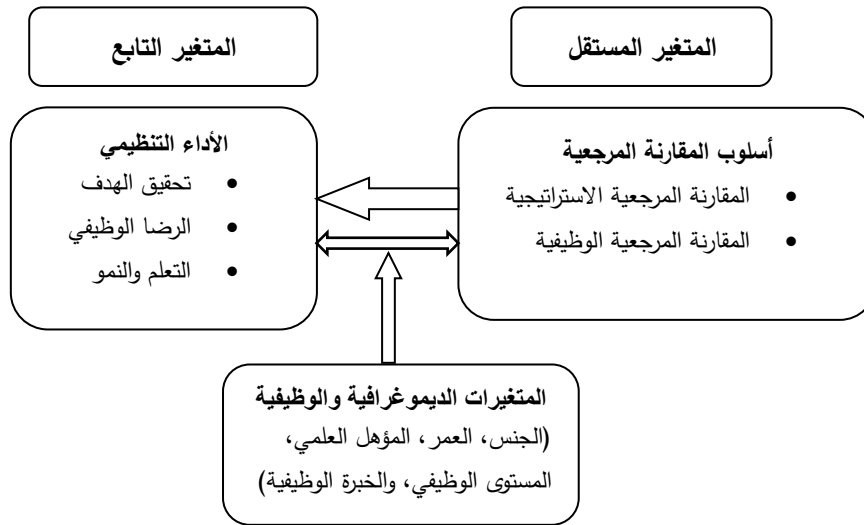 المتغير المستقل
المتغير التابع
أسلوب المقارنة المرجعية
• المقارنة المرجعية الاستراتيجية
• المقارنة المرجعية الوظيفية
الأداء التنظيمي
• تحقيق الهدف
• الرضا الوظيفي
• التعلم والنمو
المتغيرات الديموغرافية والوظيفية
(الجنس، العمر، المؤهل العلمي،
المستوى الوظيفي، والخبرة الوظيفية)